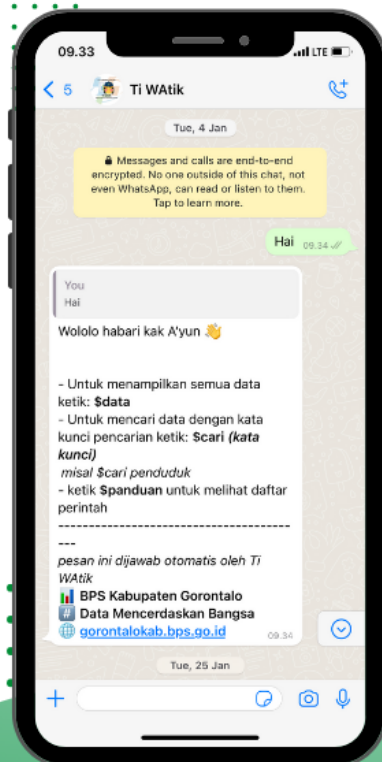 09.33
LTE
5
Ti WAtik
Tue, 4 Jan
Messages and calls are end-to-end
encrypted. No one outside of this chat, not
even WhatsApp, can read or listen to them.
Tap to learn more.
Hai 09.34
You
Hai
Wololo habari kak A'yun 👋
- Untuk menampilkan semua data
ketik: $data
- Untuk mencari data dengan kata
kunci pencarian ketik: $cari (kata
kunci)
misal $cari penduduk
- ketik $panduan untuk melihat daftar
perintah
-------------------------------------
---
pesan ini dijawab otomatis oleh Ti
WAtik
📊 BPS Kabupaten Gorontalo
#️⃣ Data Mencerdaskan Bangsa
🌐 gorontalokab.bps.go.id 09.34
Tue, 25 Jan